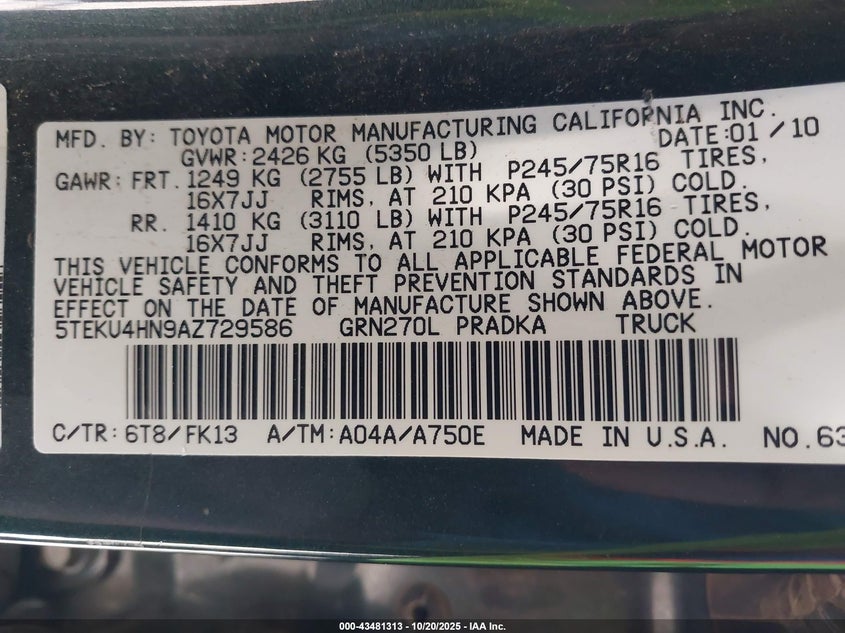 MFD. BY: TOYOTA MOTOR MANUFACTURING CALIFORNIA INC.
GVWR: 2426 KG (5350 LB) DATE: 01/10
GAWR: FRT. 1249 KG (2755 LB) WITH P245/75R16 TIRES,
16X7JJ RIMS, AT 210 KPA (30 PSI) COLD.
RR. 1410 KG (3110 LB) WITH P245/75R16 TIRES,
16X7JJ RIMS, AT 210 KPA (30 PSI) COLD.
THIS VEHICLE CONFORMS TO ALL APPLICABLE FEDERAL MOTOR
VEHICLE SAFETY AND THEFT PREVENTION STANDARDS IN
EFFECT ON THE DATE OF MANUFACTURE SHOWN ABOVE.
5TEKU4HN9AZ729586 GRN270L PRADKA TRUCK
C/TR: 6T8/FK13 A/TM: A04A/A750E MADE IN U.S.A. NO. 63
000-43481313 - 10/20/2025 - IAA Inc.